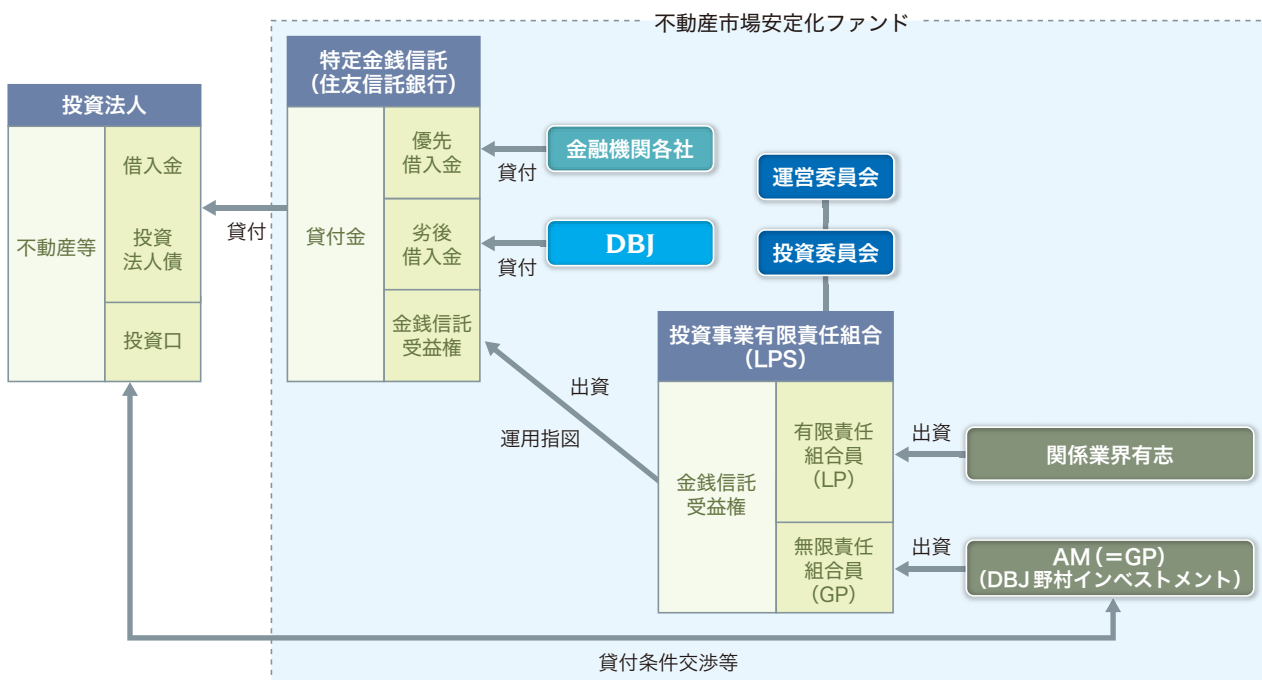 不動産市場安定化ファンド
特定金銭信託
（住友信託銀行）
投資法人
借入金
不動産等
投資
法人債
投資口
貸付
貸付金
優先
借入金
劣後
借入金
金銭信託
受益権
貸付
金融機関各社
貸付
DBJ
運営委員会
投資委員会
出資
運用指図
投資事業有限責任組合
（LPS）
金銭信託
受益権
有限責任
組合員
（LP）
無限責任
組合員
（GP）
出資
関係業界有志
出資
AM（＝GP）
（DBJ野村インベストメント）
貸付条件交渉等